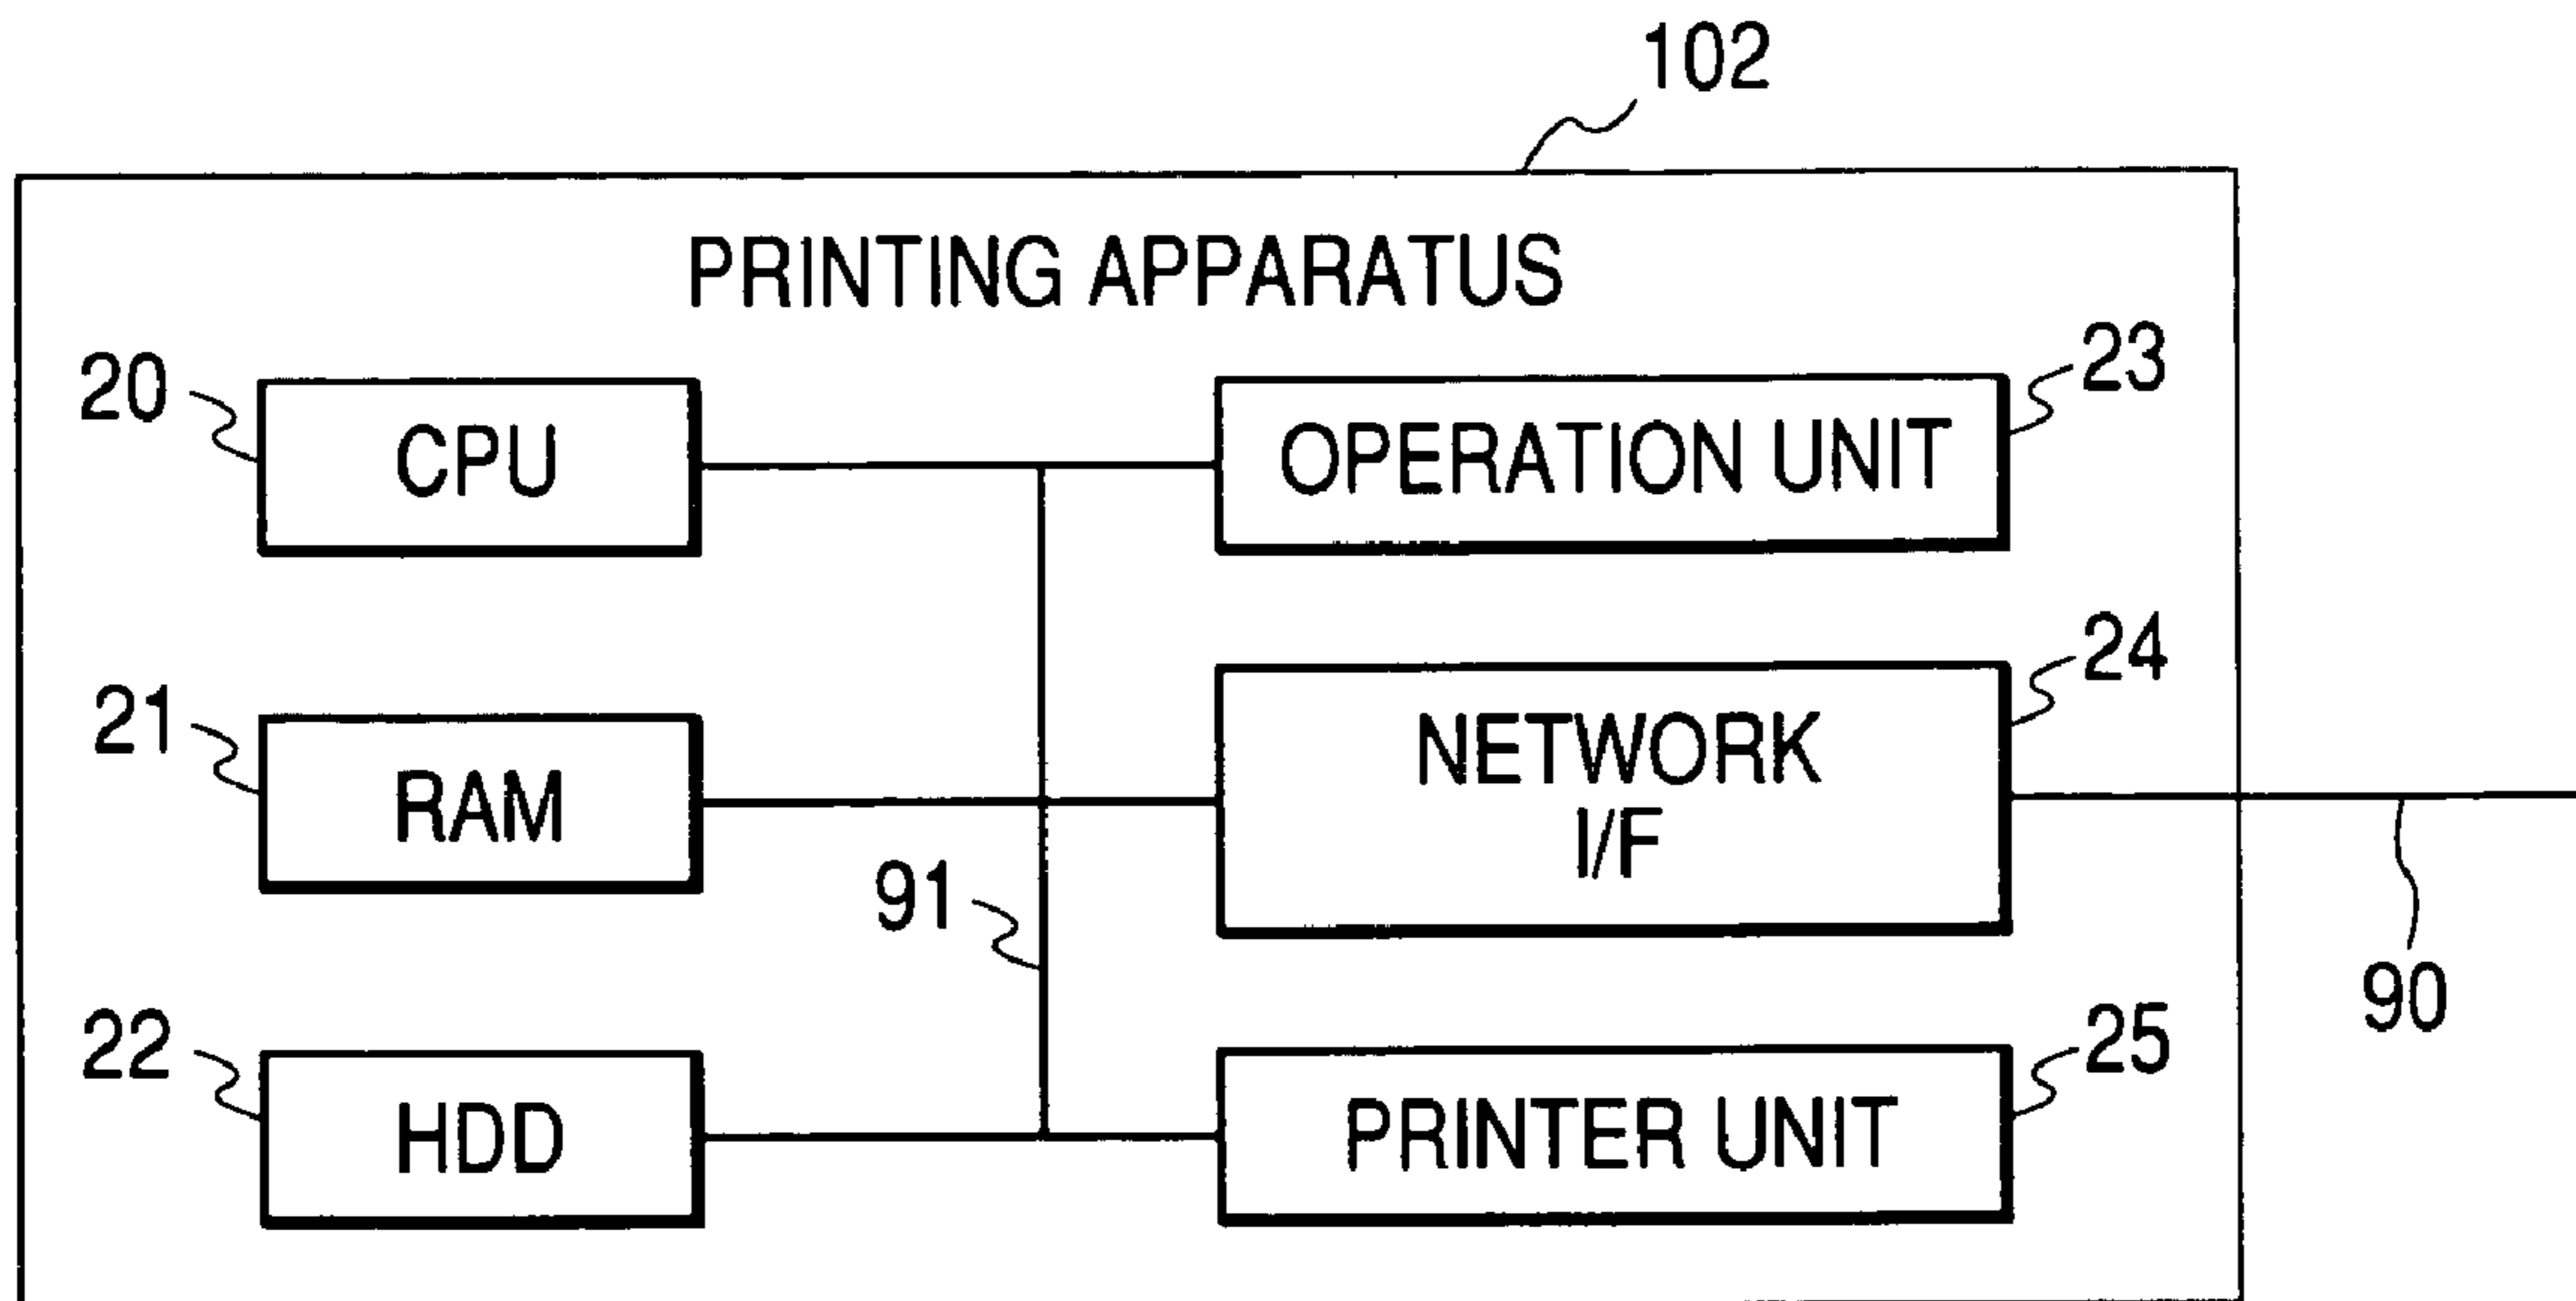 102
PRINTING APPARATUS
20
CPU
OPERATION UNIT
23
21
RAM
NETWORK
I/F
24
91
90
22
HDD
PRINTER UNIT
25